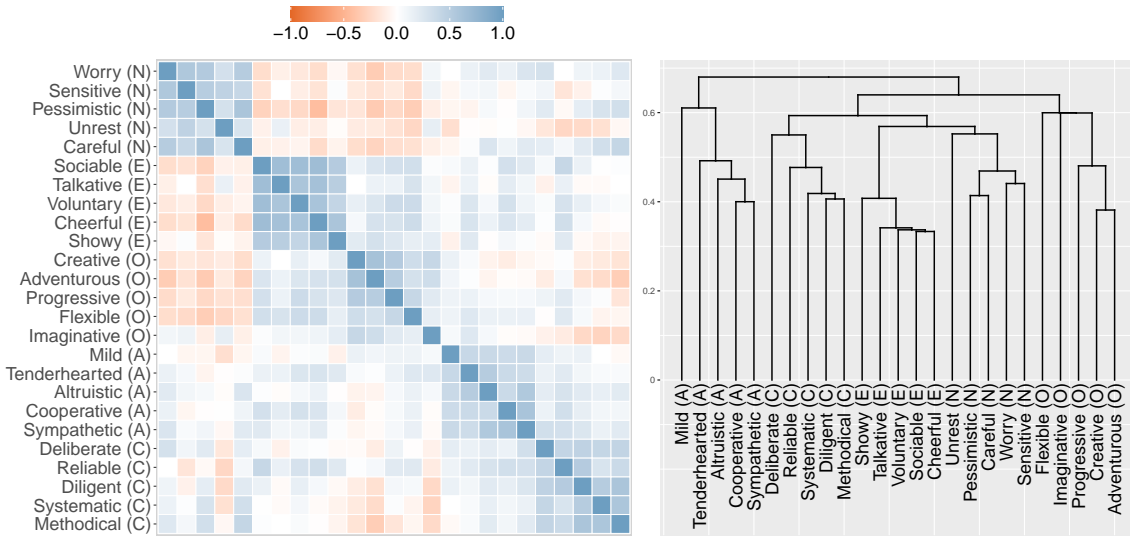 −1.0 −0.5 0.0 0.5 1.0
Worry (N)
Sensitive (N)
Pessimistic (N)
Unrest (N)
Careful (N)
Sociable (E)
Talkative (E)
Voluntary (E)
Cheerful (E)
Showy (E)
Creative (O)
Adventurous (O)
Progressive (O)
Flexible (O)
Imaginative (O)
Mild (A)
Tenderhearted (A)
Altruistic (A)
Cooperative (A)
Sympathetic (A)
Deliberate (C)
Reliable (C)
Diligent (C)
Systematic (C)
Methodical (C)
0.6
0.4
0.2
0
Mild (A)
Tenderhearted (A)
Altruistic (A)
Cooperative (A)
Sympathetic (A)
Deliberate (C)
Reliable (C)
Systematic (C)
Diligent (C)
Methodical (C)
Showy (E)
Talkative (E)
Voluntary (E)
Sociable (E)
Cheerful (E)
Unrest (N)
Pessimistic (N)
Careful (N)
Worry (N)
Sensitive (N)
Flexible (O)
Imaginative (O)
Progressive (O)
Creative (O)
Adventurous (O)